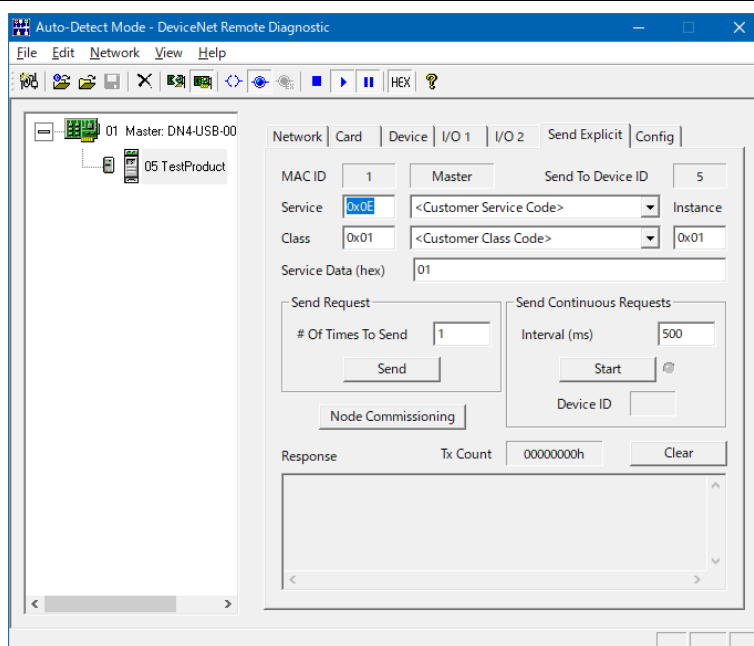 Auto-Detect Mode - DeviceNet Remote Diagnostic
File Edit Network View Help
HEX ?
01 Master: DN4-USB-00
05 TestProduct
Network Card Device I/O 1 I/O 2 Send Explicit Config
MAC ID 1 Master Send To Device ID 5
Service 0x0E <Customer Service Code> Instance
Class 0x01 <Customer Class Code> 0x01
Service Data (hex) 01
Send Request Send Continuous Requests
# Of Times To Send 1 Interval (ms) 500
Send Start
Node Commissioning Device ID
Response Tx Count 00000000h Clear